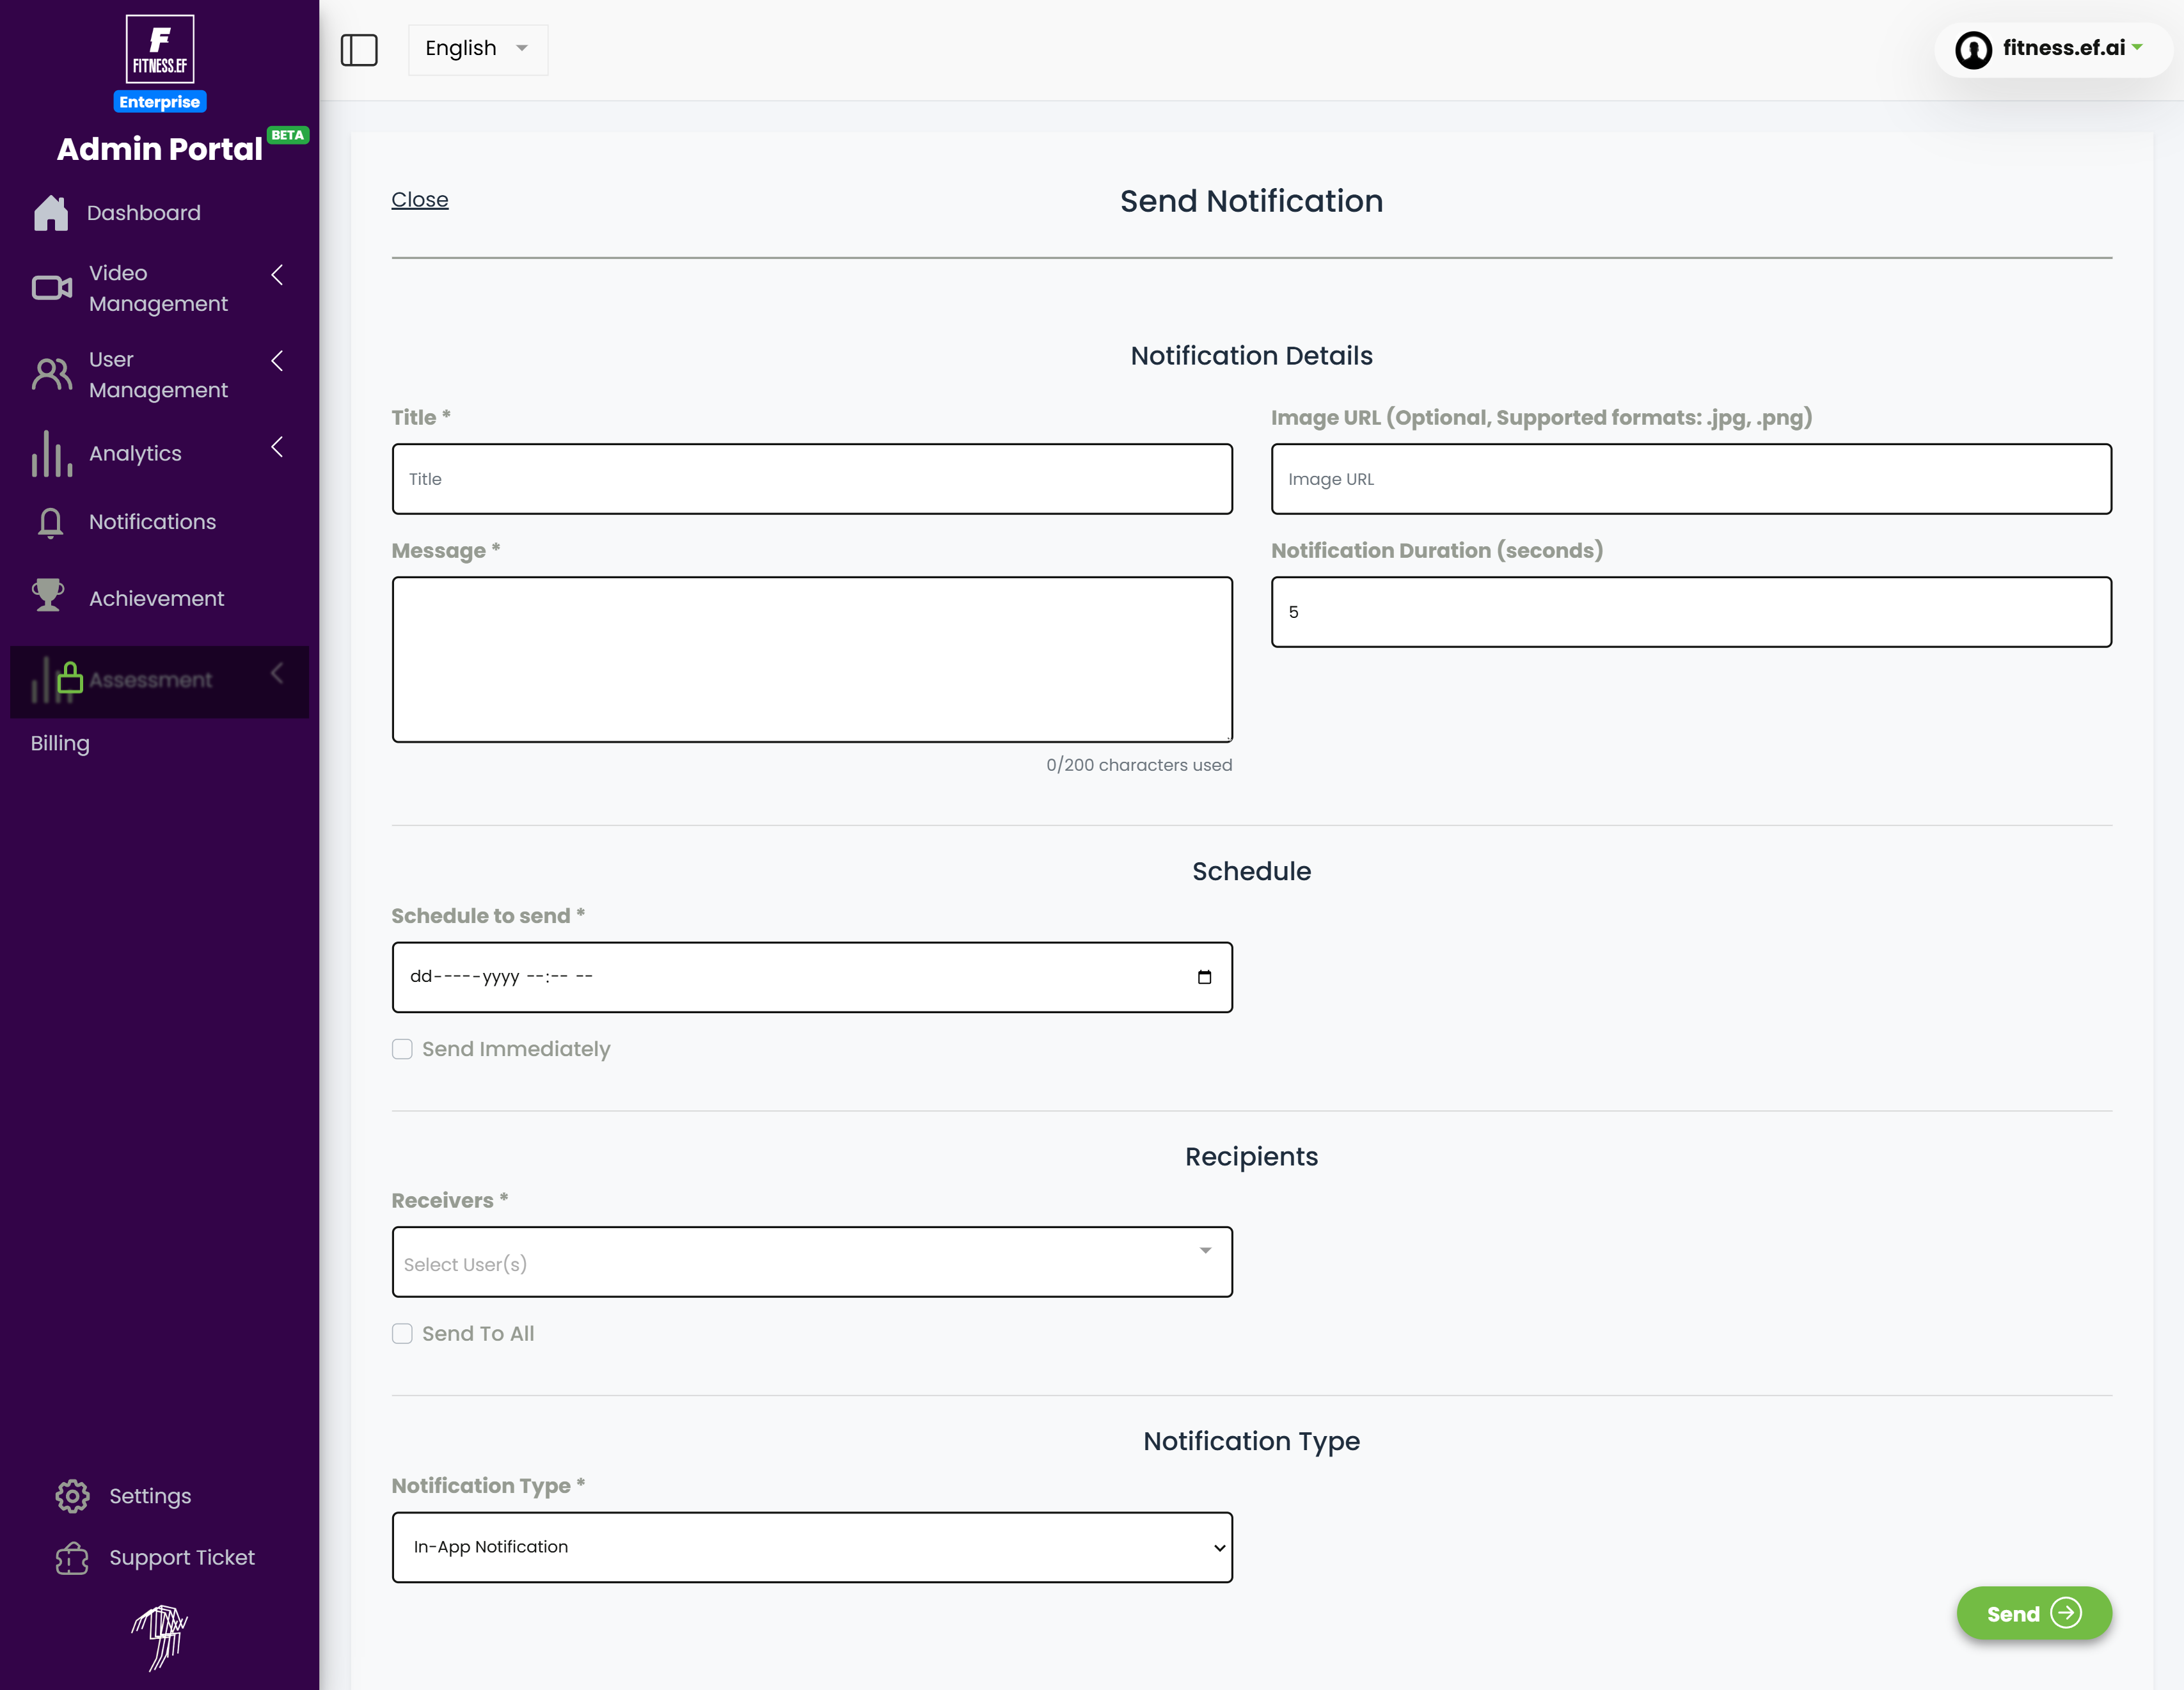 F
FITNESS.EF
Enterprise
Admin Portal BETA
Dashboard
Video
Management
User
Management
Analytics
Notifications
Achievement
Assessment
Billing
Settings
Support Ticket
English
fitness.ef.ai
Close
Send Notification
Notification Details
Title *
Title
Image URL (Optional, Supported formats: .jpg, .png)
Image URL
Message *
0/200 characters used
Notification Duration (seconds)
5
Schedule
Schedule to send *
dd-----yyyy --:-- --
Send Immediately
Recipients
Receivers *
Select User(s)
Send To All
Notification Type
Notification Type *
In-App Notification
Send